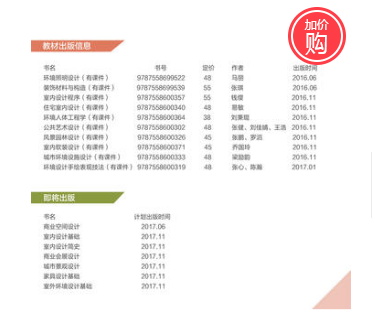 加价
购
教材出版信息
书名 书号 定价 作者 出版时间
环境照明设计（有课件） 9787558699522 48 马丽 2016.06
装饰材料与构造（有课件） 9787558699539 55 张琪 2016.06
室内设计程序（有课件） 9787558600357 55 钱缨 2016.11
住宅室内设计（有课件） 9787558600340 48 2016.11
环境人体工程学（有课件） 9787558600364 38 刘秉琨 2016.11
公共艺术设计（有课件） 9787558600302 48 张健、刘佳婧、王浩 2016.11
风景园林设计（有课件） 9787558600326 45 张鹏、罗洁 2016.11
室内软装设计（有课件） 9787558600371 45 乔国玲 2016.11
城市环境设施设计（有课件） 9787558600333 48 梁励韵 2016.11
环境设计手绘表现技法（有课件） 9787558600319 48 张心、陈瀚 2017.01
即将出版
书名 计划出版时间
商业空间设计 2017.06
室内设计基础 2017.11
室内设计简史 2017.11
商业会展设计 2017.11
城市景观设计 2017.11
家具设计基础 2017.11
室外环境设计基础 2017.11